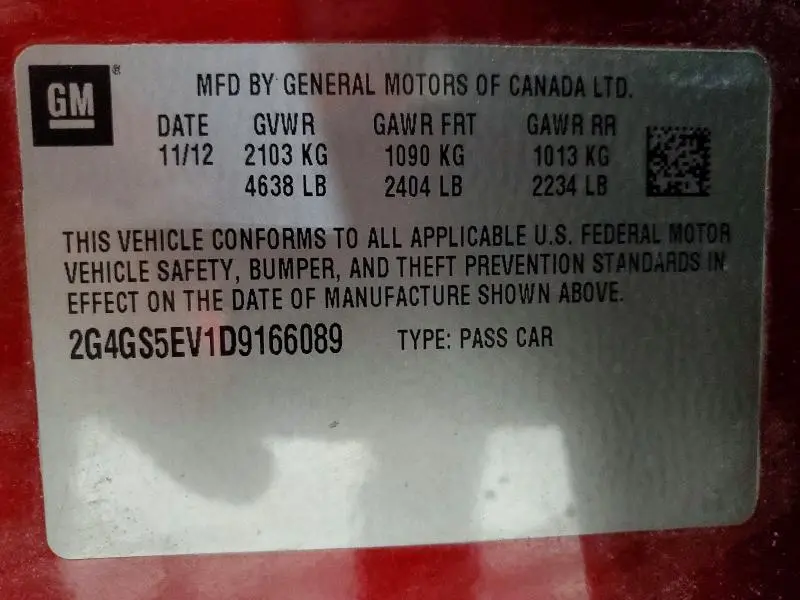 GM®
MFD BY GENERAL MOTORS OF CANADA LTD.
DATE GVWR GAWR FRT GAWR RR
11/12 2103 KG 1090 KG 1013 KG
4638 LB 2404 LB 2234 LB
THIS VEHICLE CONFORMS TO ALL APPLICABLE U.S. FEDERAL MOTOR
VEHICLE SAFETY, BUMPER, AND THEFT PREVENTION STANDARDS IN
EFFECT ON THE DATE OF MANUFACTURE SHOWN ABOVE.
2G4GS5EV1D9166089 TYPE: PASS CAR